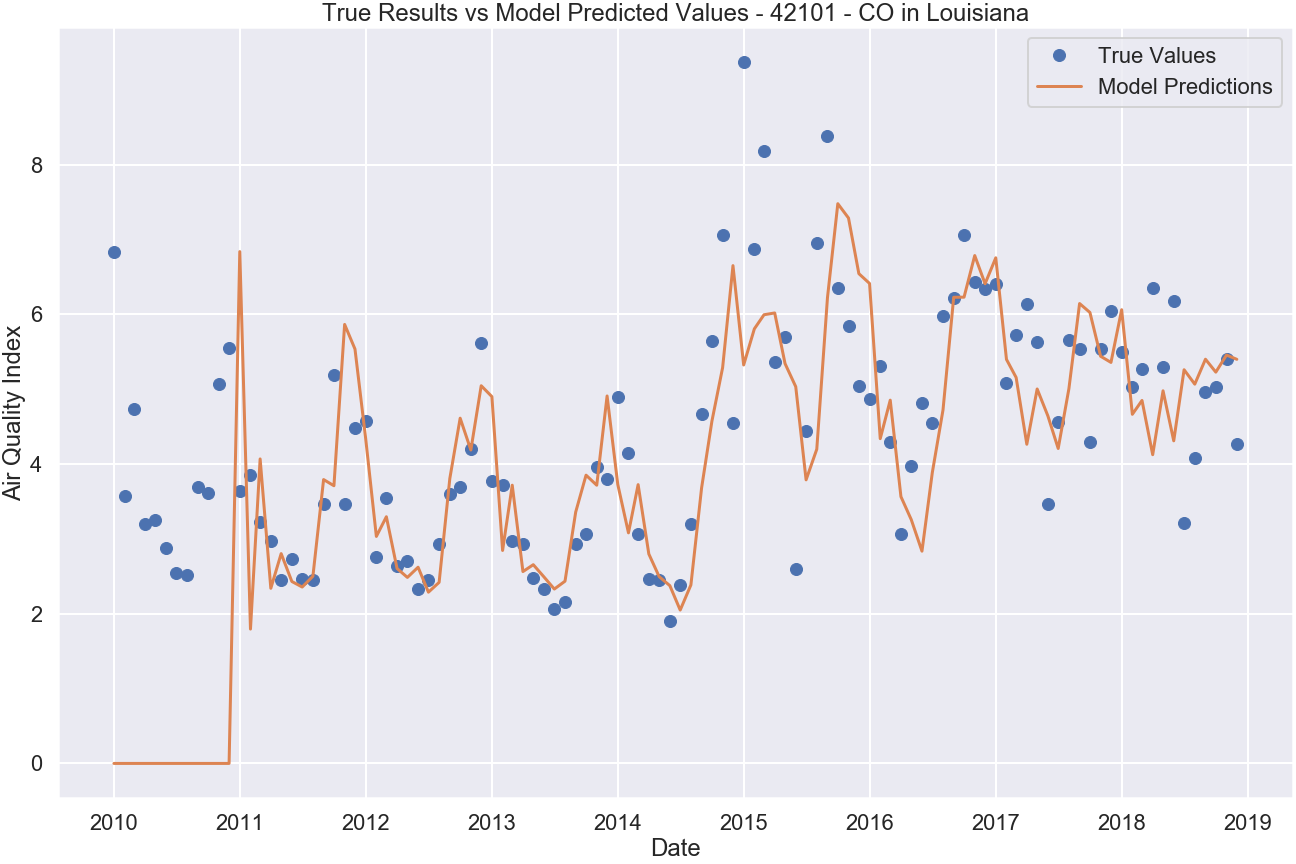 True Results vs Model Predicted Values - 42101 - CO in Louisiana
True Values
Model Predictions
Air Quality Index
8
6
4
2
0
2010 2011 2012 2013 2014 2015 2016 2017 2018 2019
Date